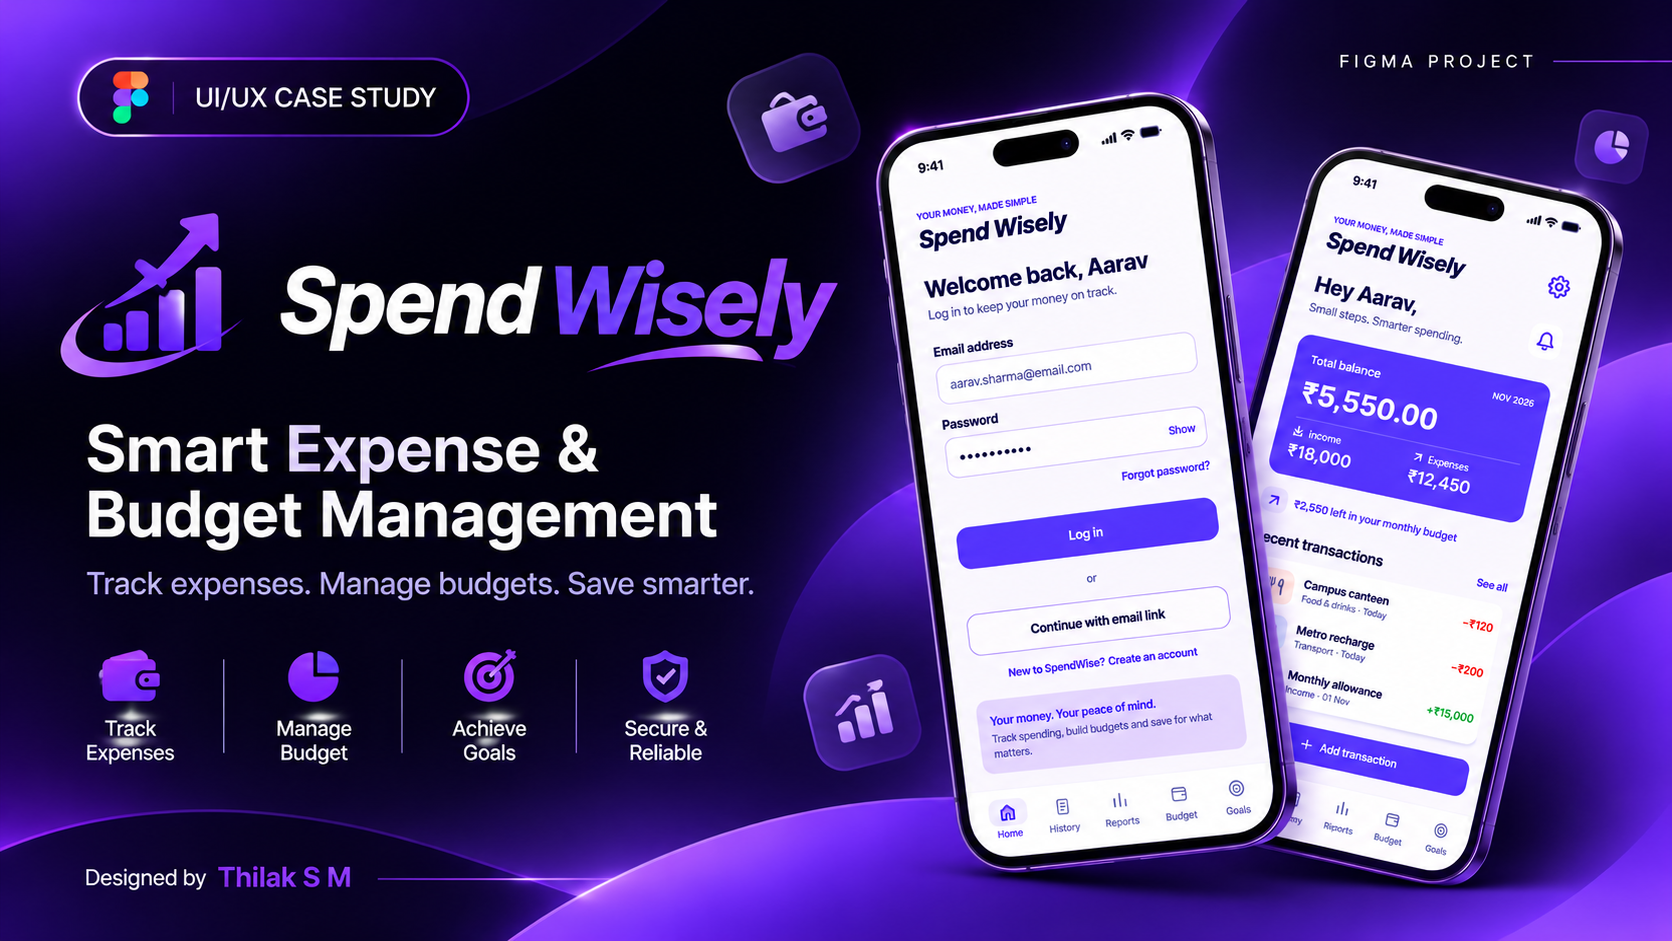 UI/UX CASE STUDY
FIGMA PROJECT
Spend Wisely
Smart Expense &
Budget Management
Track expenses. Manage budgets. Save smarter.
Track
Expenses
Manage
Budget
Achieve
Goals
Secure &
Reliable
Designed by Thilak S M
9:41
YOUR MONEY, MADE SIMPLE
Spend Wisely
Welcome back, Aarav
Log in to keep your money on track.
Email address
aarav.sharma@email.com
Password
Show
Forgot password?
Log in
or
Continue with email link
New to SpendWise? Create an account
Your money. Your peace of mind.
Track spending, build budgets and save for what
matters.
Home
History
Reports
Budget
Goals
9:41
YOUR MONEY, MADE SIMPLE
Spend Wisely
Hey Aarav,
Small steps. Smarter spending.
Total balance
NOV 2026
₹5,550.00
income
₹18,000
Expenses
₹12,450
₹2,550 left in your monthly budget
ecent transactions
See all
Campus canteen
Food & drinks · Today
-₹120
Metro recharge
Transport · Today
-₹200
Monthly allowance
Income · 01 Nov
+₹15,000
+ Add transaction
my
Riports
Budget
Goals